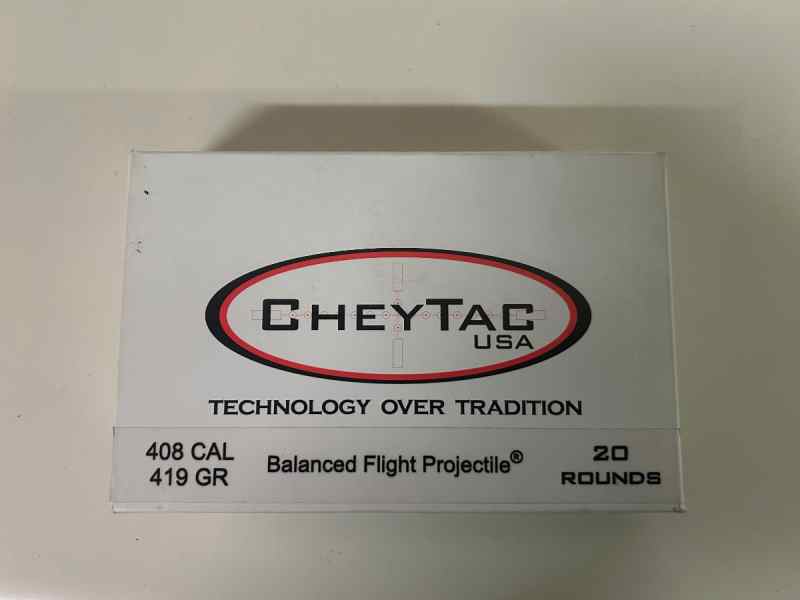 CHEYTAC
USA
TECHNOLOGY OVER TRADITION
408 CAL
419 GR
Balanced Flight Projectile®
20
ROUNDS